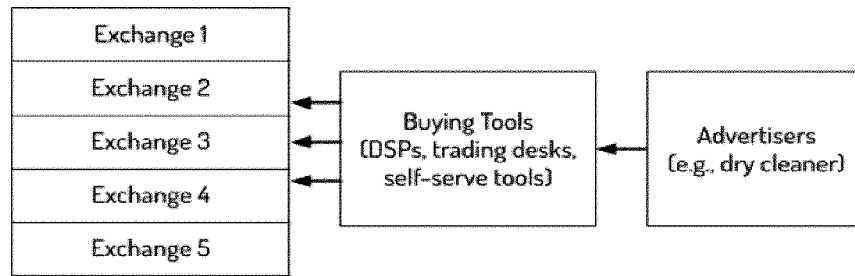 Exchange 1
Exchange 2
Exchange 3
Exchange 4
Exchange 5
Buying Tools
(DSPs, trading desks,
self-serve tools)
Advertisers
(e.g., dry cleaner)